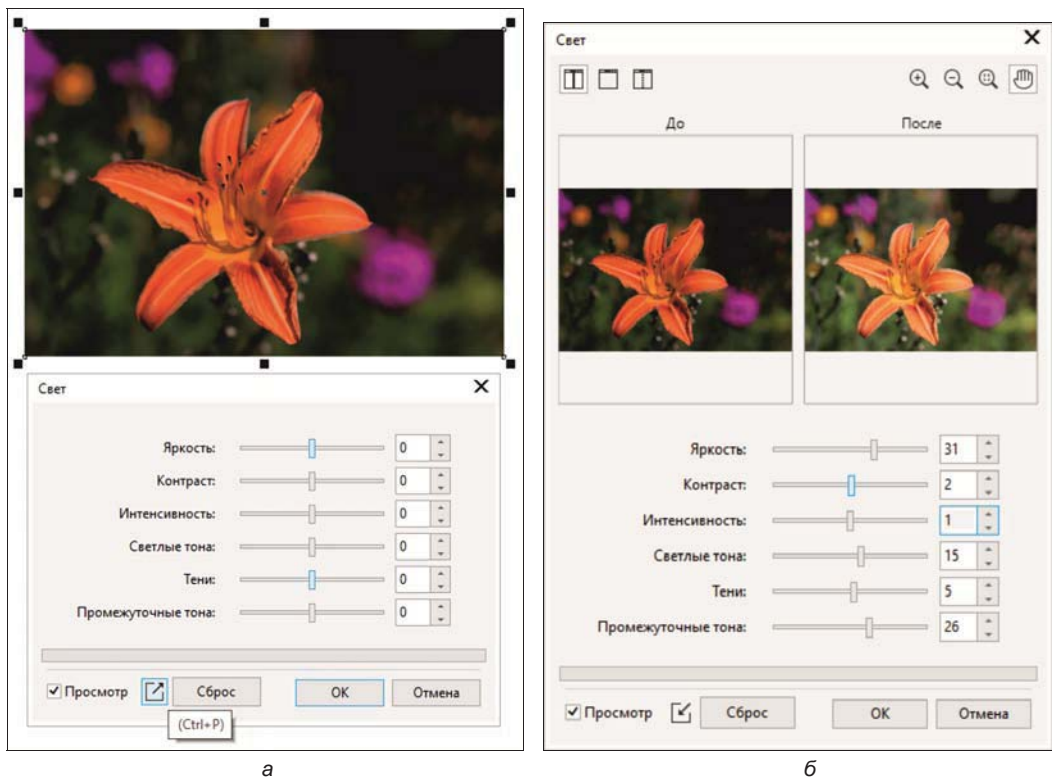 Свет
Яркость: 0
Контраст: 0
Интенсивность: 0
Светлые тона: 0
Тени: 0
Промежуточные тона: 0
Просмотр Сброс ОК Отмена
(Ctrl+P)
а
Свет
До После
Яркость: 31
Контраст: 2
Интенсивность: 1
Светлые тона: 15
Тени: 5
Промежуточные тона: 26
Просмотр Сброс ОК Отмена
б